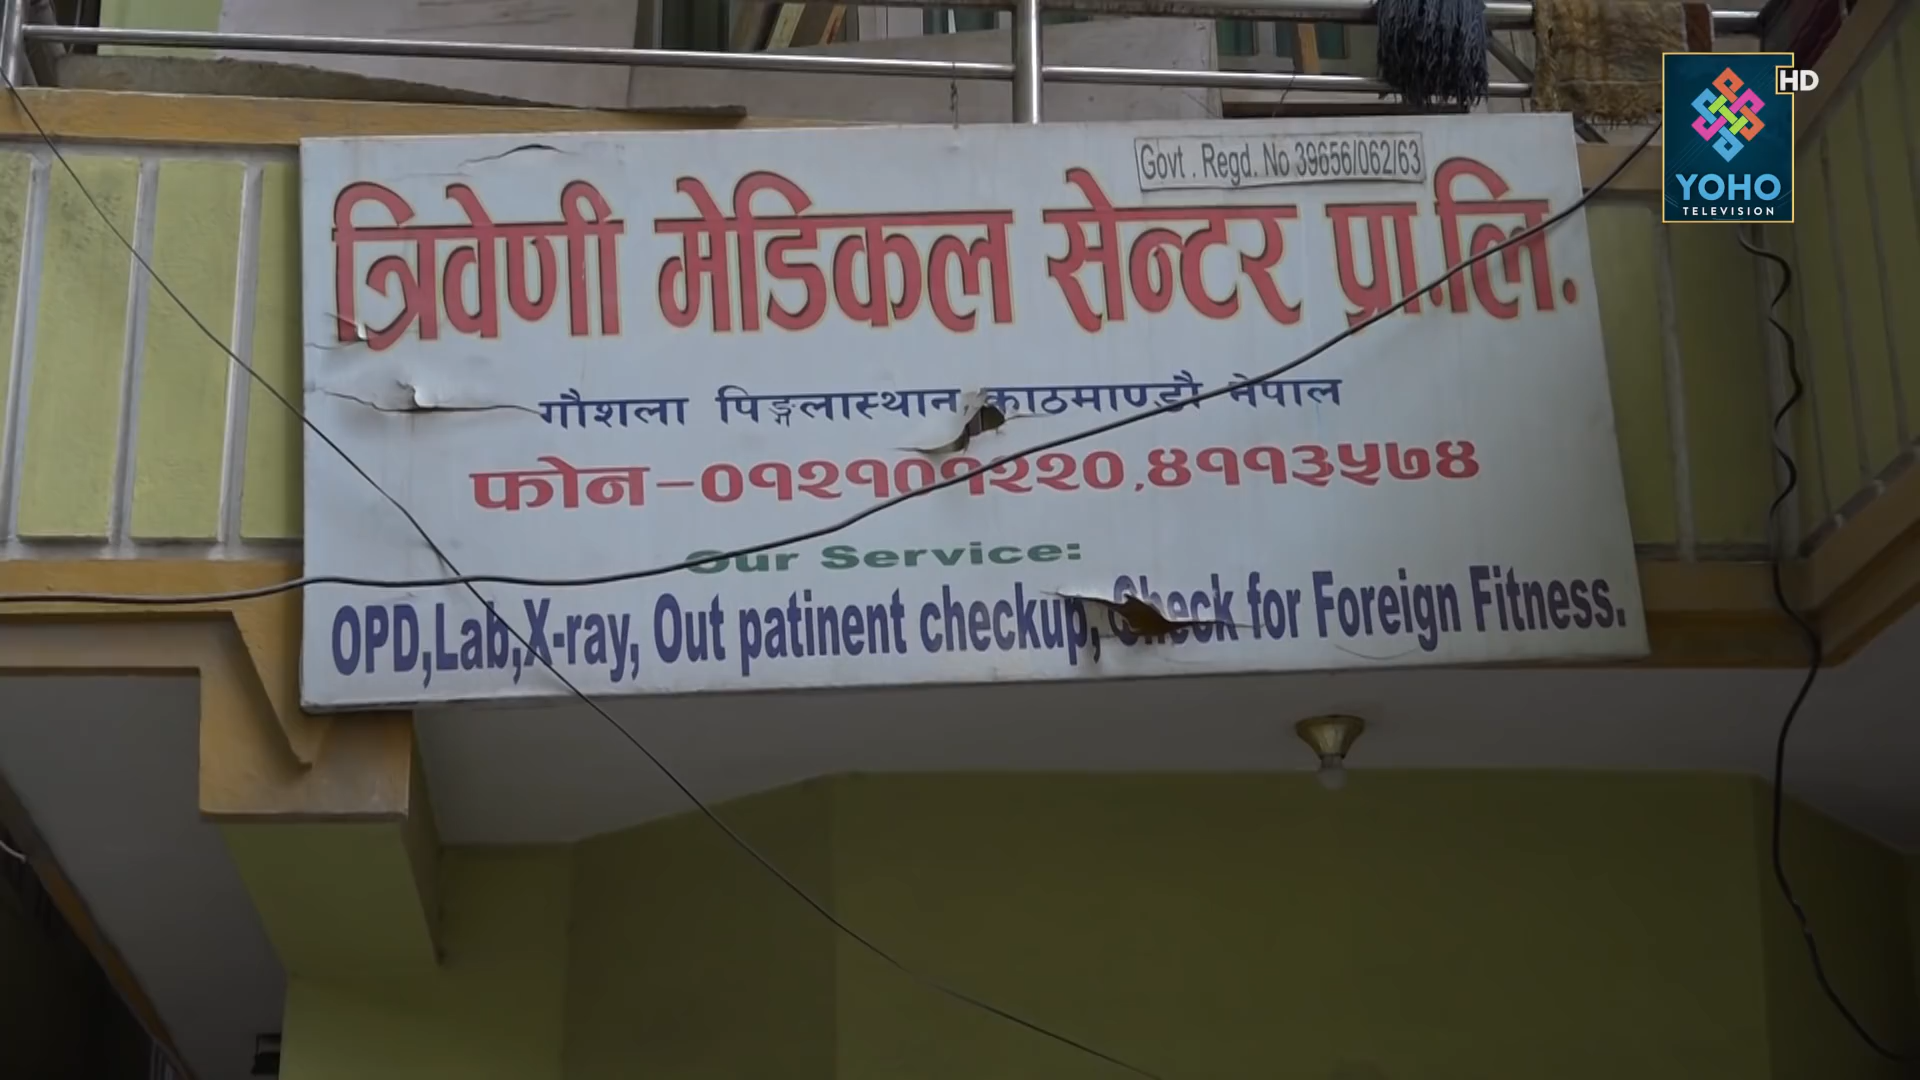 Govt . Regd. No 39656/062/63
त्रिवेणी मेडिकल सेन्टर प्रा.लि.
गौशला पिङ्गलास्थान, काठमाण्डौ नेपाल
फोन-०१२१०१२२०,४११३५७४
Our Service:
OPD,Lab,X-ray, Out patinent checkup, Check for Foreign Fitness.
HD
YOHO
TELEVISION